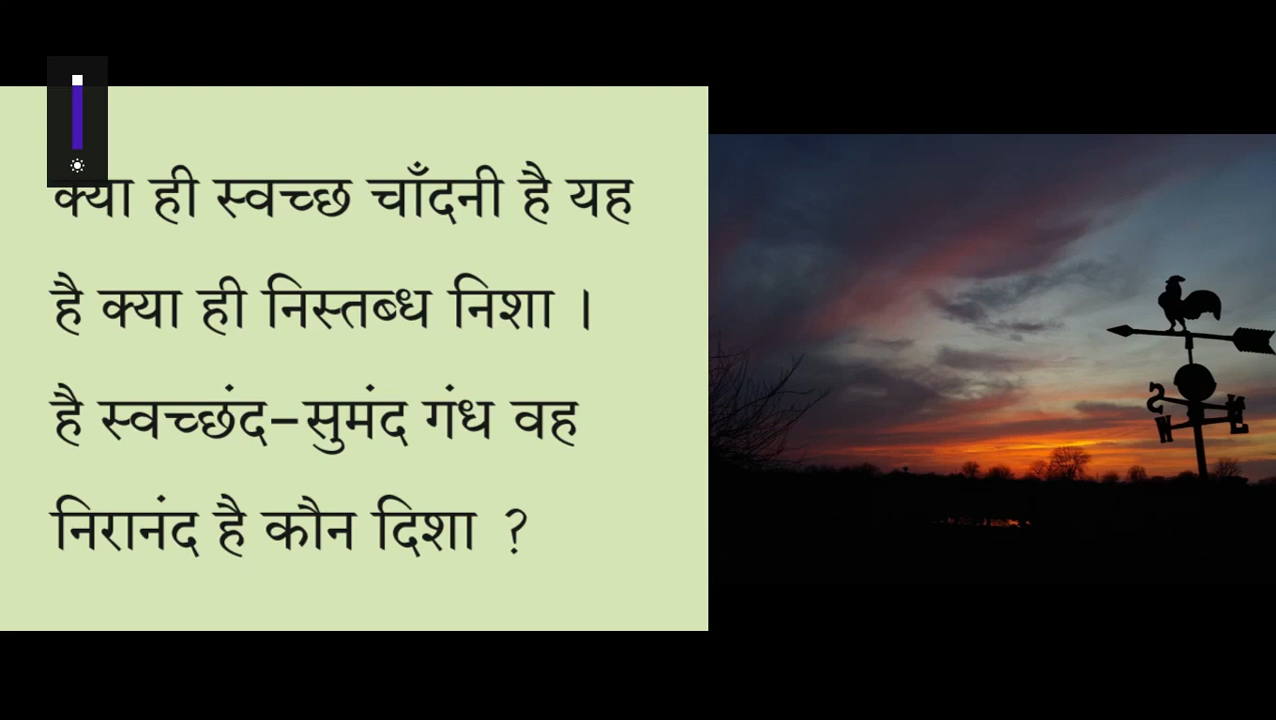 क्या ही स्वच्छ चाँदनी है यह
है क्या ही निस्तब्ध निशा ।
है स्वच्छंद-सुमंद गंध वह
निरानंद है कौन दिशा ?
S
W E